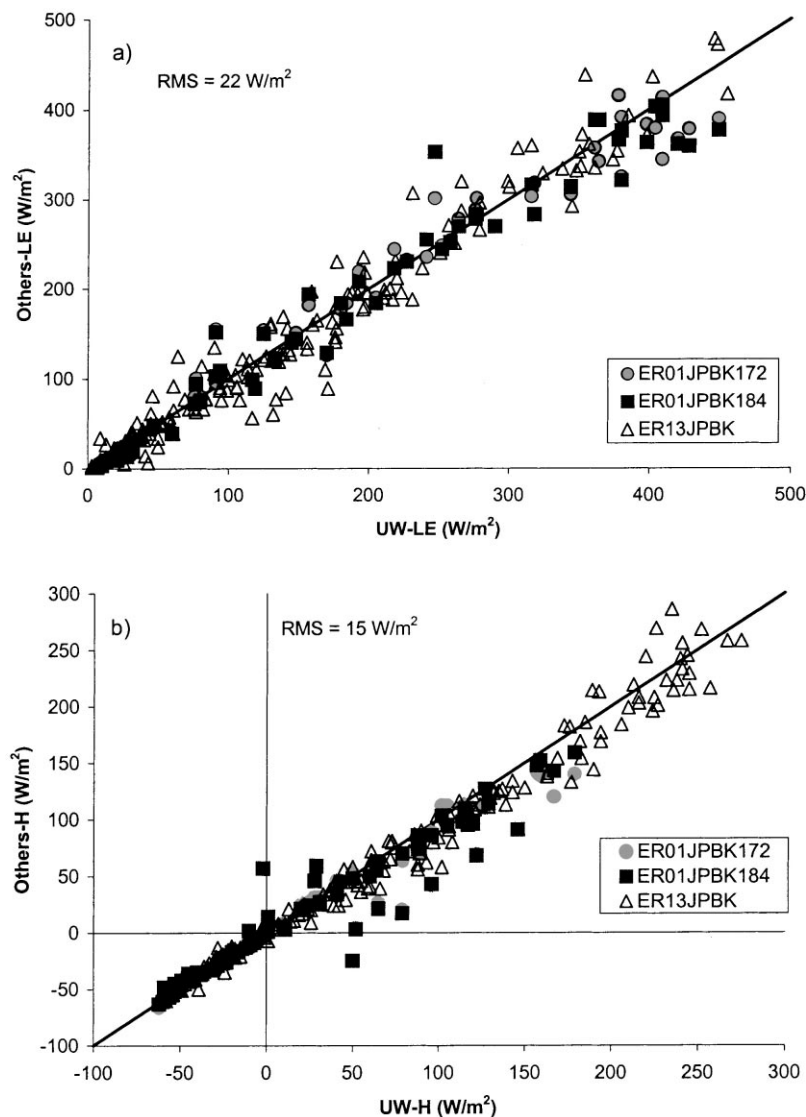 500
a)
RMS = 22 W/m²
400
300
Others-LE (W/m²)
200
100
0
ER01JPBK172
ER01JPBK184
ER13JPBK
0 100 200 300 400 500
UW-LE (W/m²)
300
b)
RMS = 15 W/m²
250
200
150
Others-H (W/m²)
100
50
0
-50
-100
ER01JPBK172
ER01JPBK184
ER13JPBK
-100 -50 0 50 100 150 200 250 300
UW-H (W/m²)